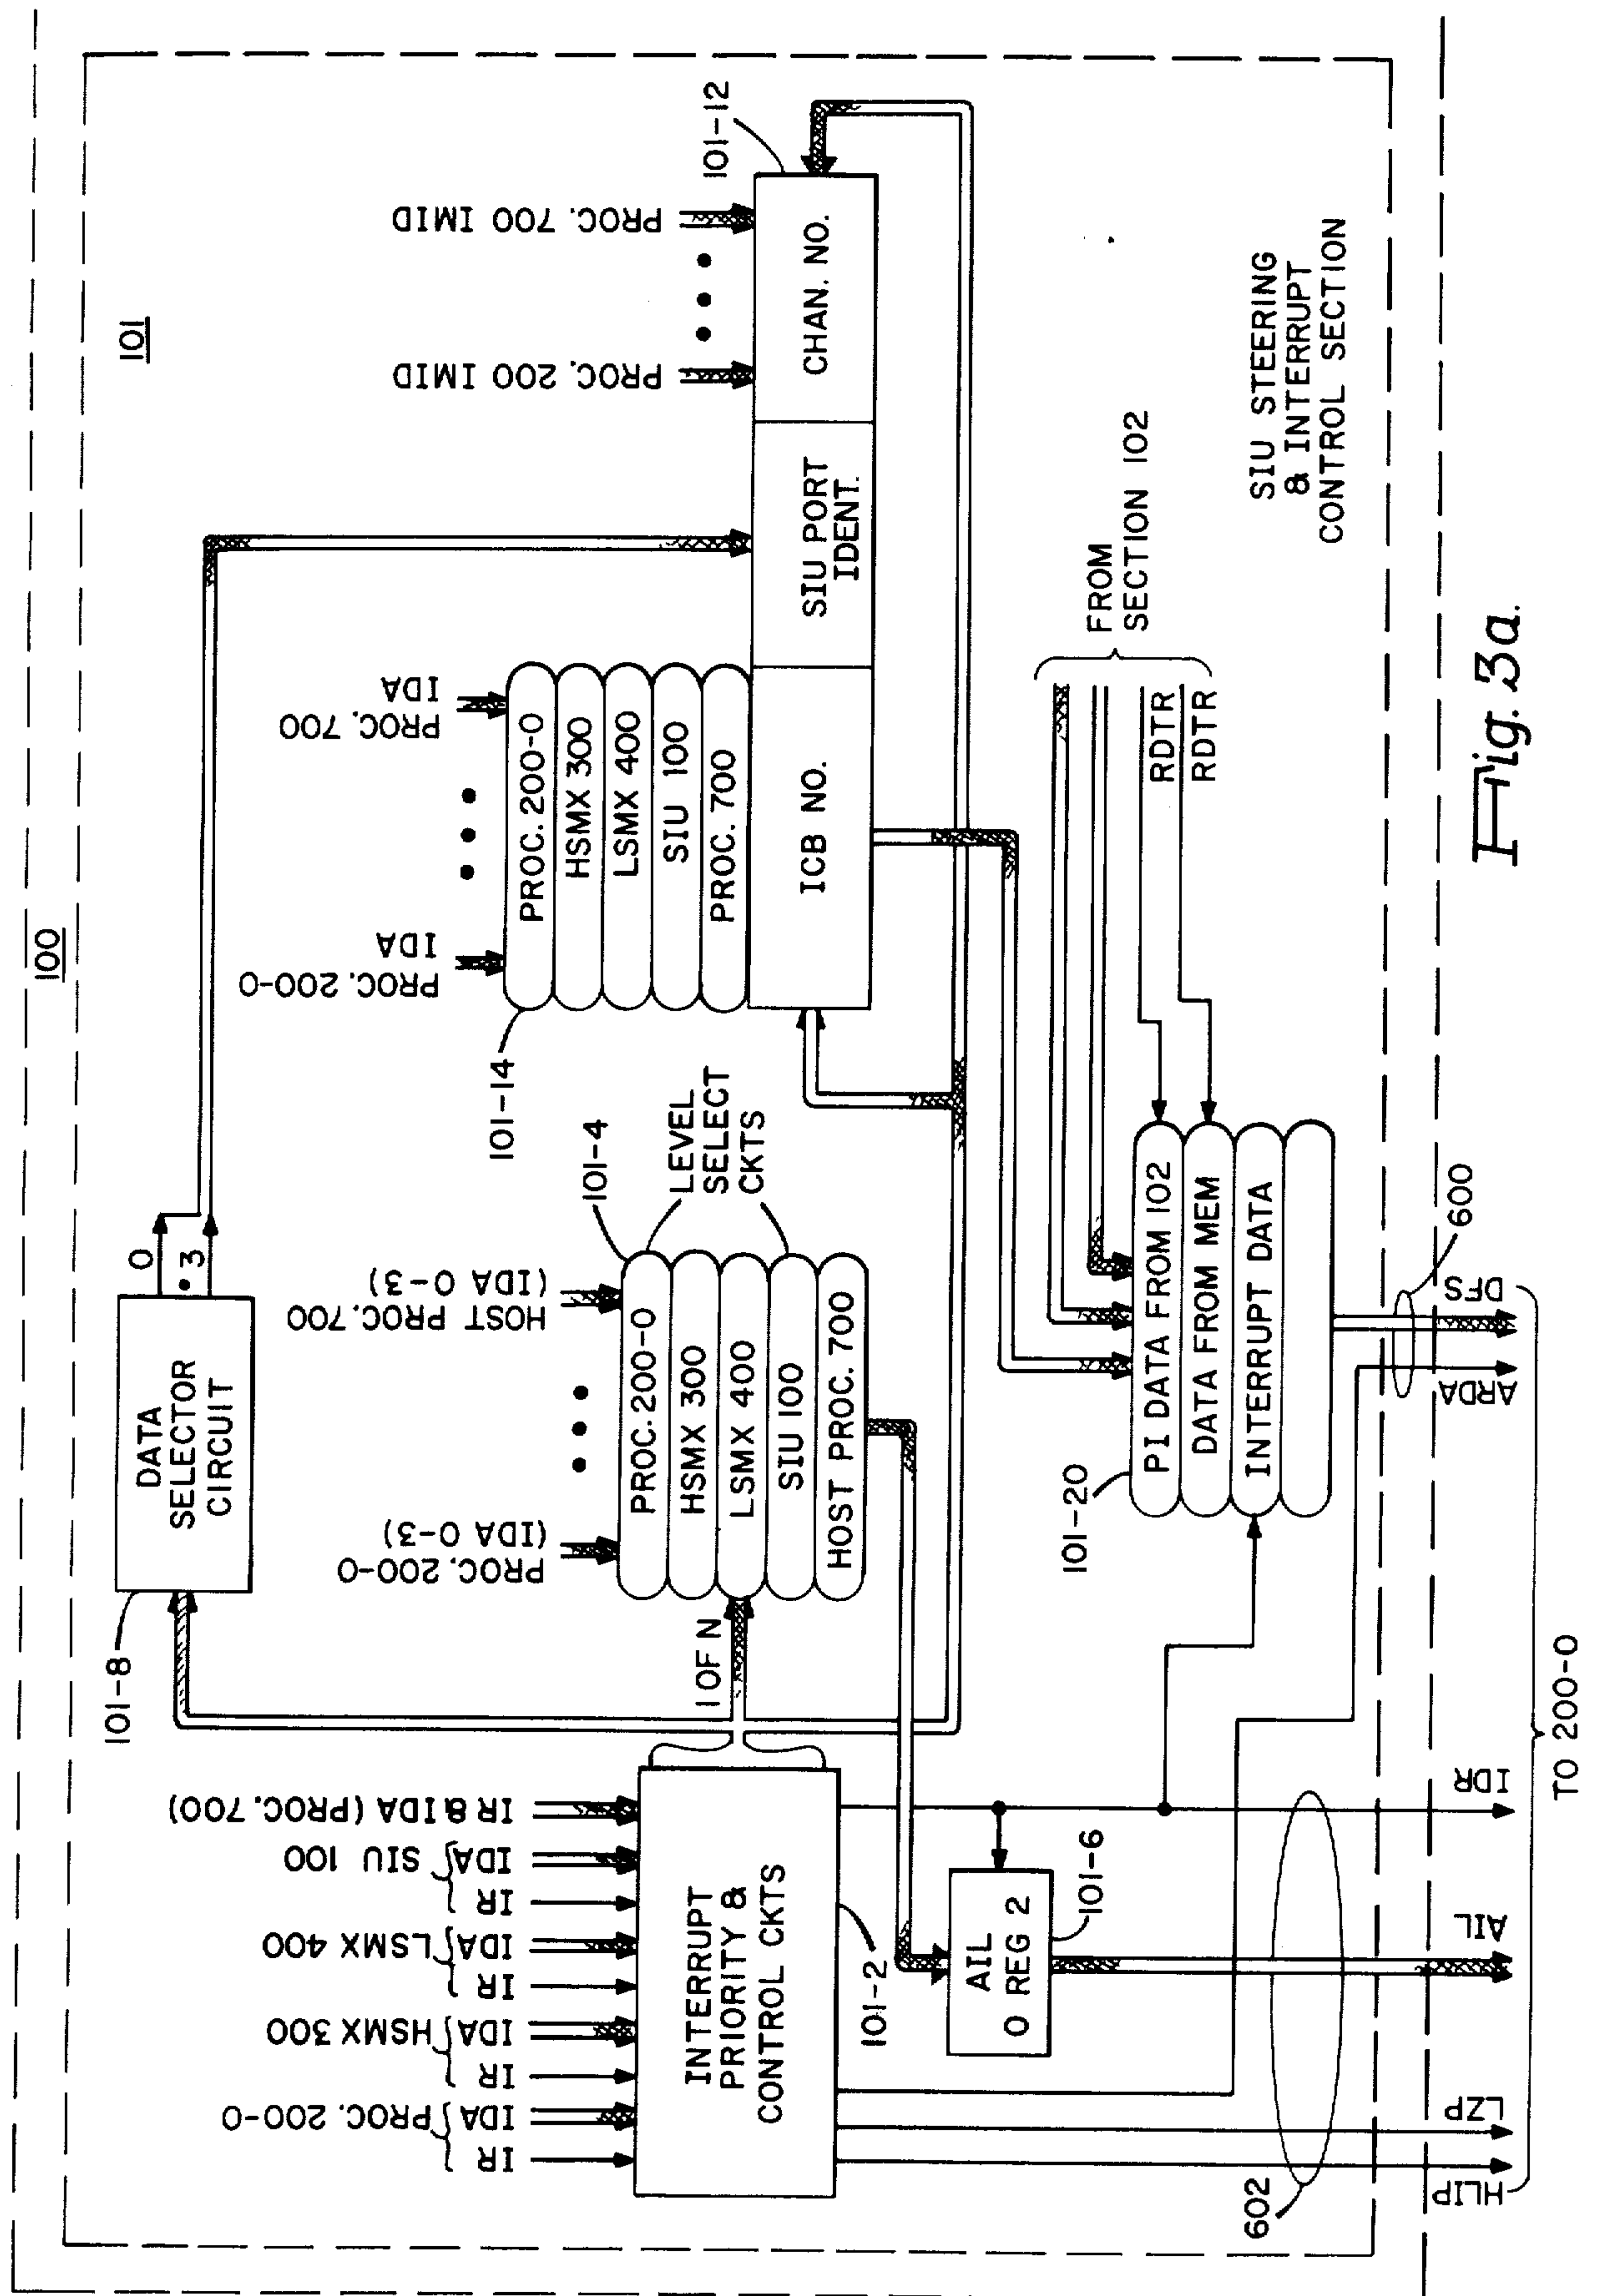 100
101
DATA
SELECTOR
CIRCUIT
101-8
0
3
PROC. 200-0
IDA
PROC. 700
IDA
101-14
PROC. 200-0
HSMX 300
LSMX 400
SIU 100
PROC. 700
ICB NO.
SIU PORT
IDENT.
CHAN. NO.
PROC. 200 IMID
PROC. 700 IMID
101-12
IR
IDA
PROC. 200-0
IR
IDA
HSMX 300
IR
IDA
LSMX 400
IR
IDA
SIU 100
IR & IDA (PROC. 700)
INTERRUPT
PRIORITY &
CONTROL CKTS
101-2
1 OF N
PROC. 200-0
(IDA 0-3)
HOST PROC. 700
(IDA 0-3)
101-4
LEVEL
SELECT
CKTS
PROC. 200-0
HSMX 300
LSMX 400
SIU 100
HOST PROC. 700
AIL
0 REG 2
101-6
101-20
PI DATA FROM 102
DATA FROM MEM
INTERRUPT DATA
RDTR
RDTR
FROM
SECTION 102
SIU STEERING
& INTERRUPT
CONTROL SECTION
602
600
HLIP
LZP
AIL
IDR
ARDA
DFS
TO 200-0
Fig. 3a.